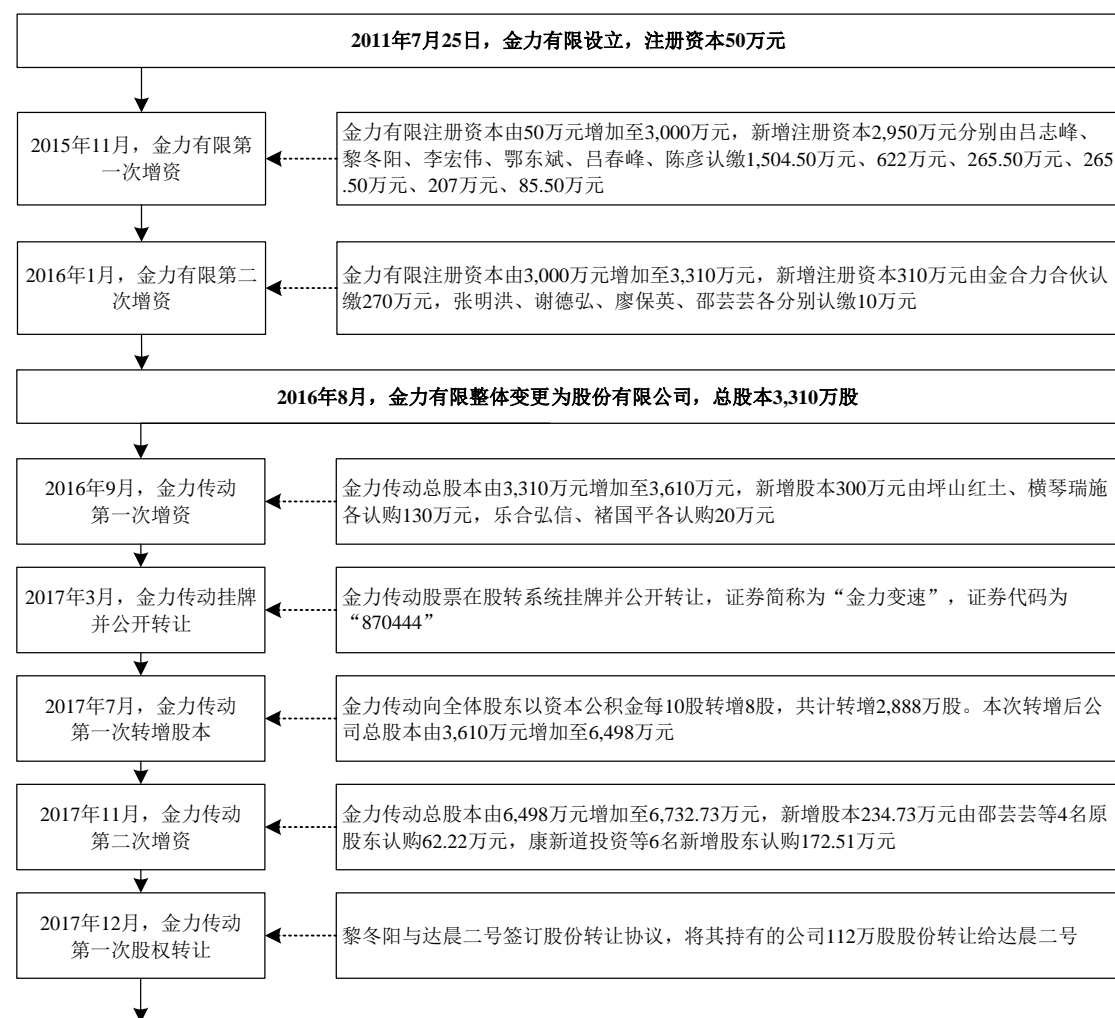 2011年7月25日，金力有限设立，注册资本50万元
2015年11月，金力有限第
一次增资
金力有限注册资本由50万元增加至3,000万元，新增注册资本2,950万元分别由吕志峰、
黎冬阳、李宏伟、鄂东斌、吕春峰、陈彦认缴1,504.50万元、622万元、265.50万元、265
.50万元、207万元、85.50万元
2016年1月，金力有限第二
次增资
金力有限注册资本由3,000万元增加至3,310万元，新增注册资本310万元由金合力合伙认
缴270万元，张明洪、谢德弘、廖保英、邵芸芸各分别认缴10万元
2016年8月，金力有限整体变更为股份有限公司，总股本3,310万股
2016年9月，金力传动
第一次增资
金力传动总股本由3,310万元增加至3,610万元，新增股本300万元由坪山红土、横琴瑞施
各认购130万元，乐合弘信、褚国平各认购20万元
2017年3月，金力传动挂牌
并公开转让
金力传动股票在股转系统挂牌并公开转让，证券简称为“金力变速”，证券代码为
“870444”
2017年7月，金力传动
第一次转增股本
金力传动向全体股东以资本公积金每10股转增8股，共计转增2,888万股。本次转增后公
司总股本由3,610万元增加至6,498万元
2017年11月，金力传动
第二次增资
金力传动总股本由6,498万元增加至6,732.73万元，新增股本234.73万元由邵芸芸等4名原
股东认购62.22万元，康新道投资等6名新增股东认购172.51万元
2017年12月，金力传动
第一次股权转让
黎冬阳与达晨二号签订股份转让协议，将其持有的公司112万股股份转让给达晨二号